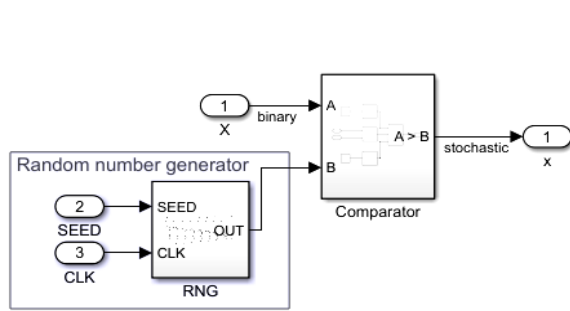 1
X
binary
A
A > B
B
stochastic
1
x
Comparator
Random number generator
2
SEED
SEED
OUT
3
CLK
CLK
RNG